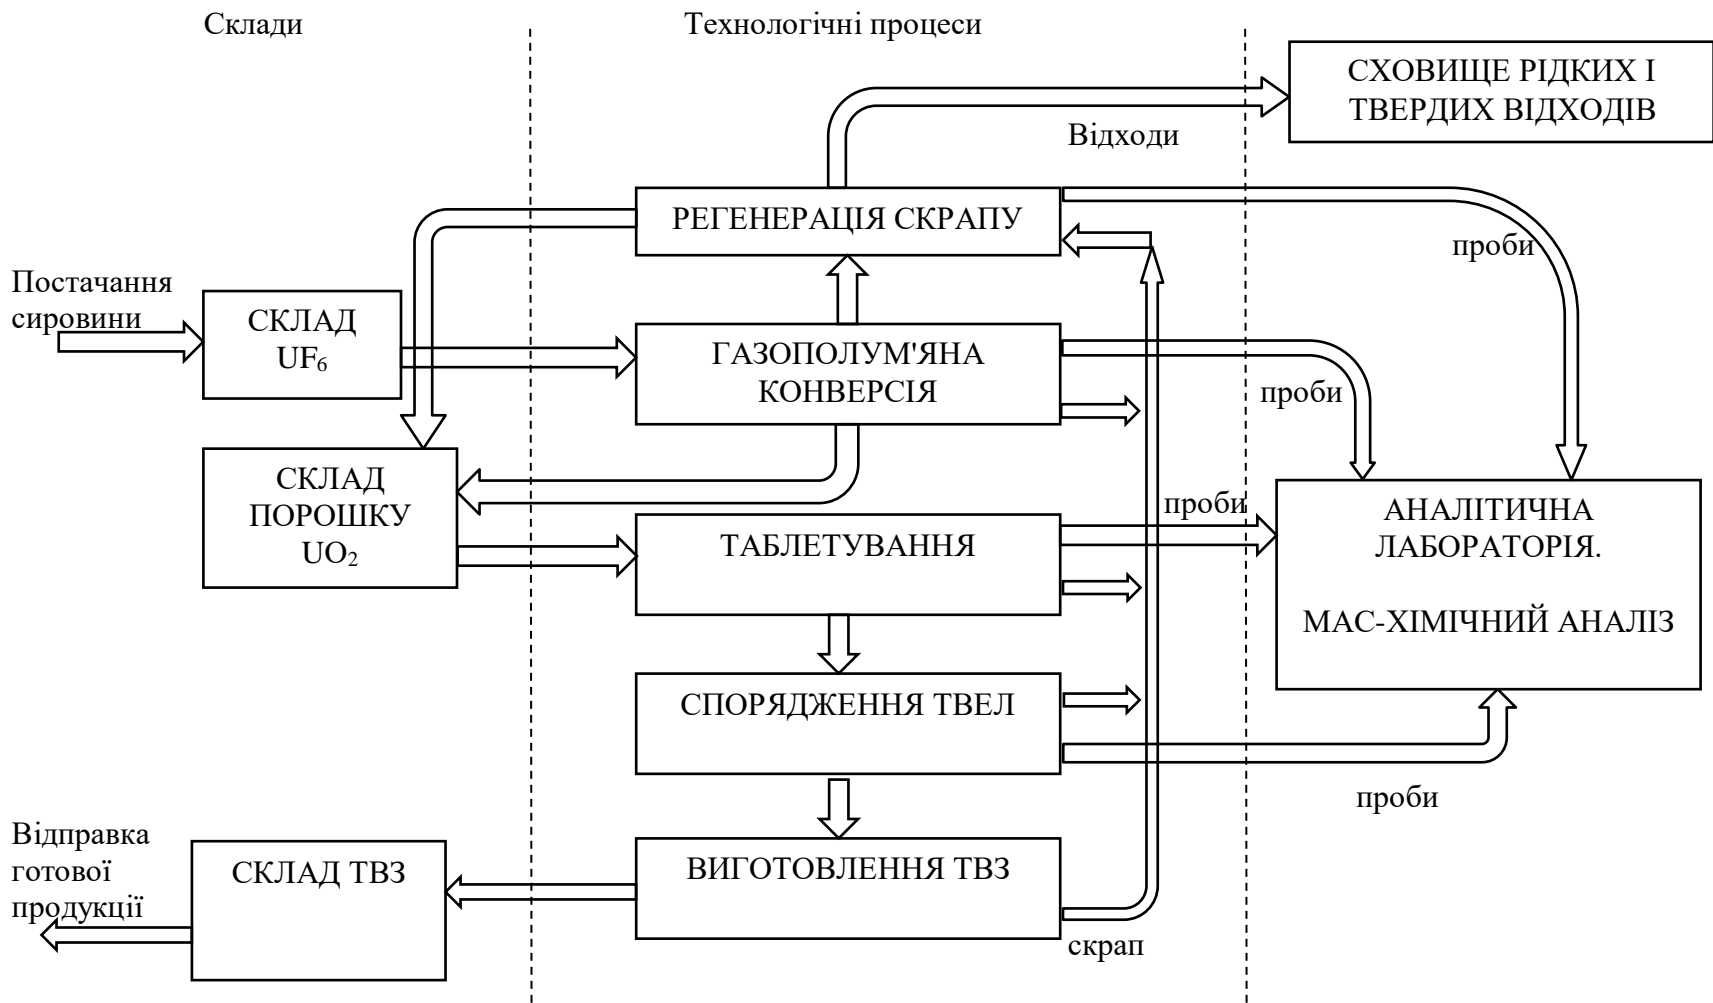 Склади
Технологічні процеси
СХОВИЩЕ РІДКИХ І
ТВЕРДИХ ВІДХОДІВ
Відходи
РЕГЕНЕРАЦІЯ СКРАПУ
проби
Постачання
сировини
СКЛАД
UF₆
ГАЗОПОЛУМ'ЯНА
КОНВЕРСІЯ
проби
СКЛАД
ПОРОШКУ
UO₂
проби
ТАБЛЕТУВАННЯ
АНАЛІТИЧНА
ЛАБОРАТОРІЯ.
МАС-ХІМІЧНИЙ АНАЛІЗ
СПОРЯДЖЕННЯ ТВЕЛ
проби
Відправка
готової
продукції
СКЛАД ТВЗ
ВИГОТОВЛЕННЯ ТВЗ
скрап